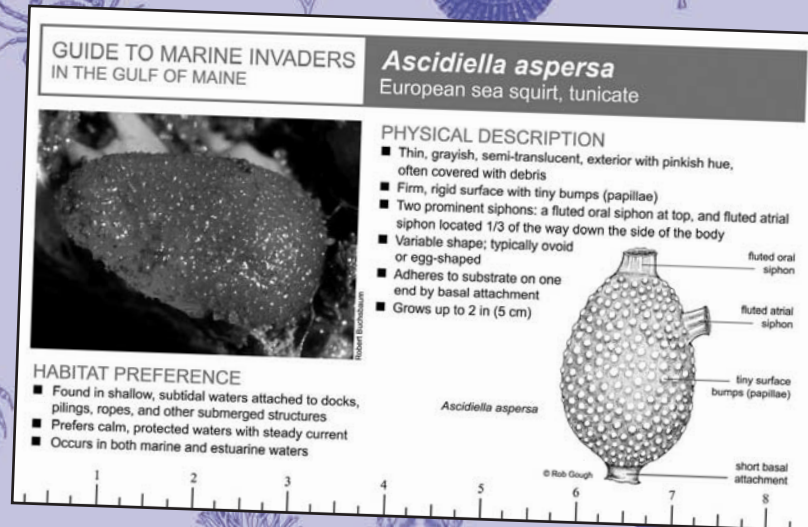 GUIDE TO MARINE INVADERS
IN THE GULF OF MAINE
Ascidiella aspersa
European sea squirt, tunicate
Robert Buchsbaum
PHYSICAL DESCRIPTION
■ Thin, grayish, semi-translucent, exterior with pinkish hue,
often covered with debris
■ Firm, rigid surface with tiny bumps (papillae)
■ Two prominent siphons: a fluted oral siphon at top, and fluted atrial
siphon located 1/3 of the way down the side of the body
■ Variable shape; typically ovoid
or egg-shaped
■ Adheres to substrate on one
end by basal attachment
■ Grows up to 2 in (5 cm)
fluted oral
siphon
fluted atrial
siphon
tiny surface
bumps (papillae)
short basal
attachment
Ascidiella aspersa
© Rob Gough
HABITAT PREFERENCE
■ Found in shallow, subtidal waters attached to docks,
pilings, ropes, and other submerged structures
■ Prefers calm, protected waters with steady current
■ Occurs in both marine and estuarine waters
1 2 3 4 5 6 7 8